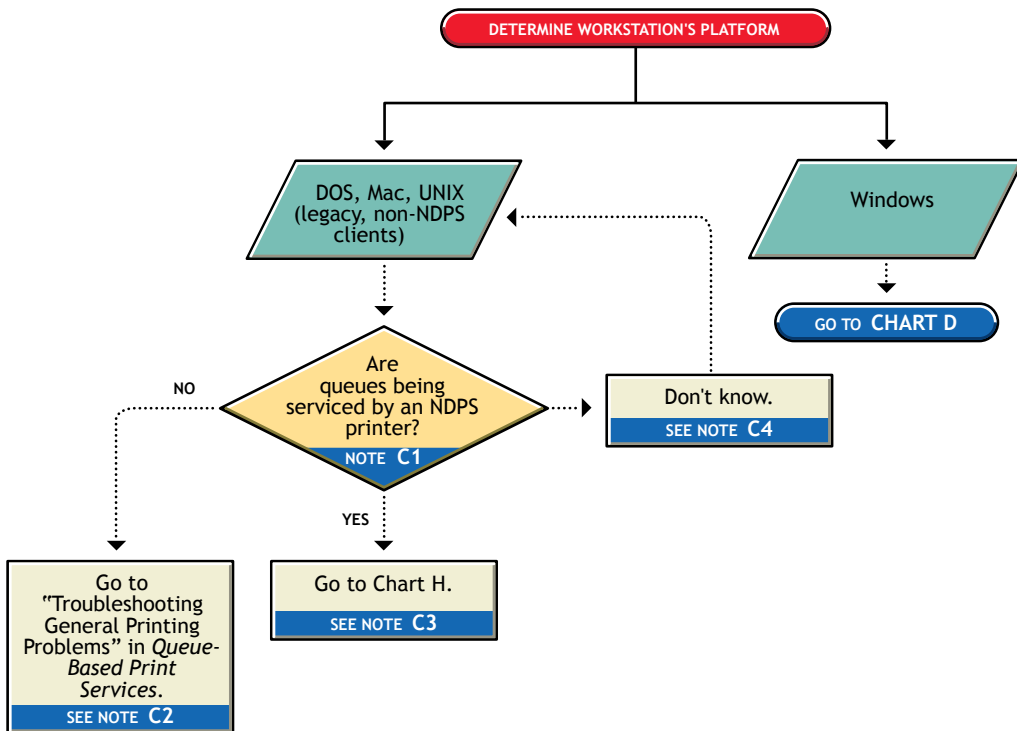 DETERMINE WORKSTATION'S PLATFORM
DOS, Mac, UNIX
(legacy, non-NDPS
clients)
Windows
GO TO CHART D
Are
queues being
serviced by an NDPS
printer?
NOTE C1
NO
Don't know.
SEE NOTE C4
YES
Go to
“Troubleshooting
General Printing
Problems” in Queue-
Based Print
Services.
SEE NOTE C2
Go to Chart H.
SEE NOTE C3